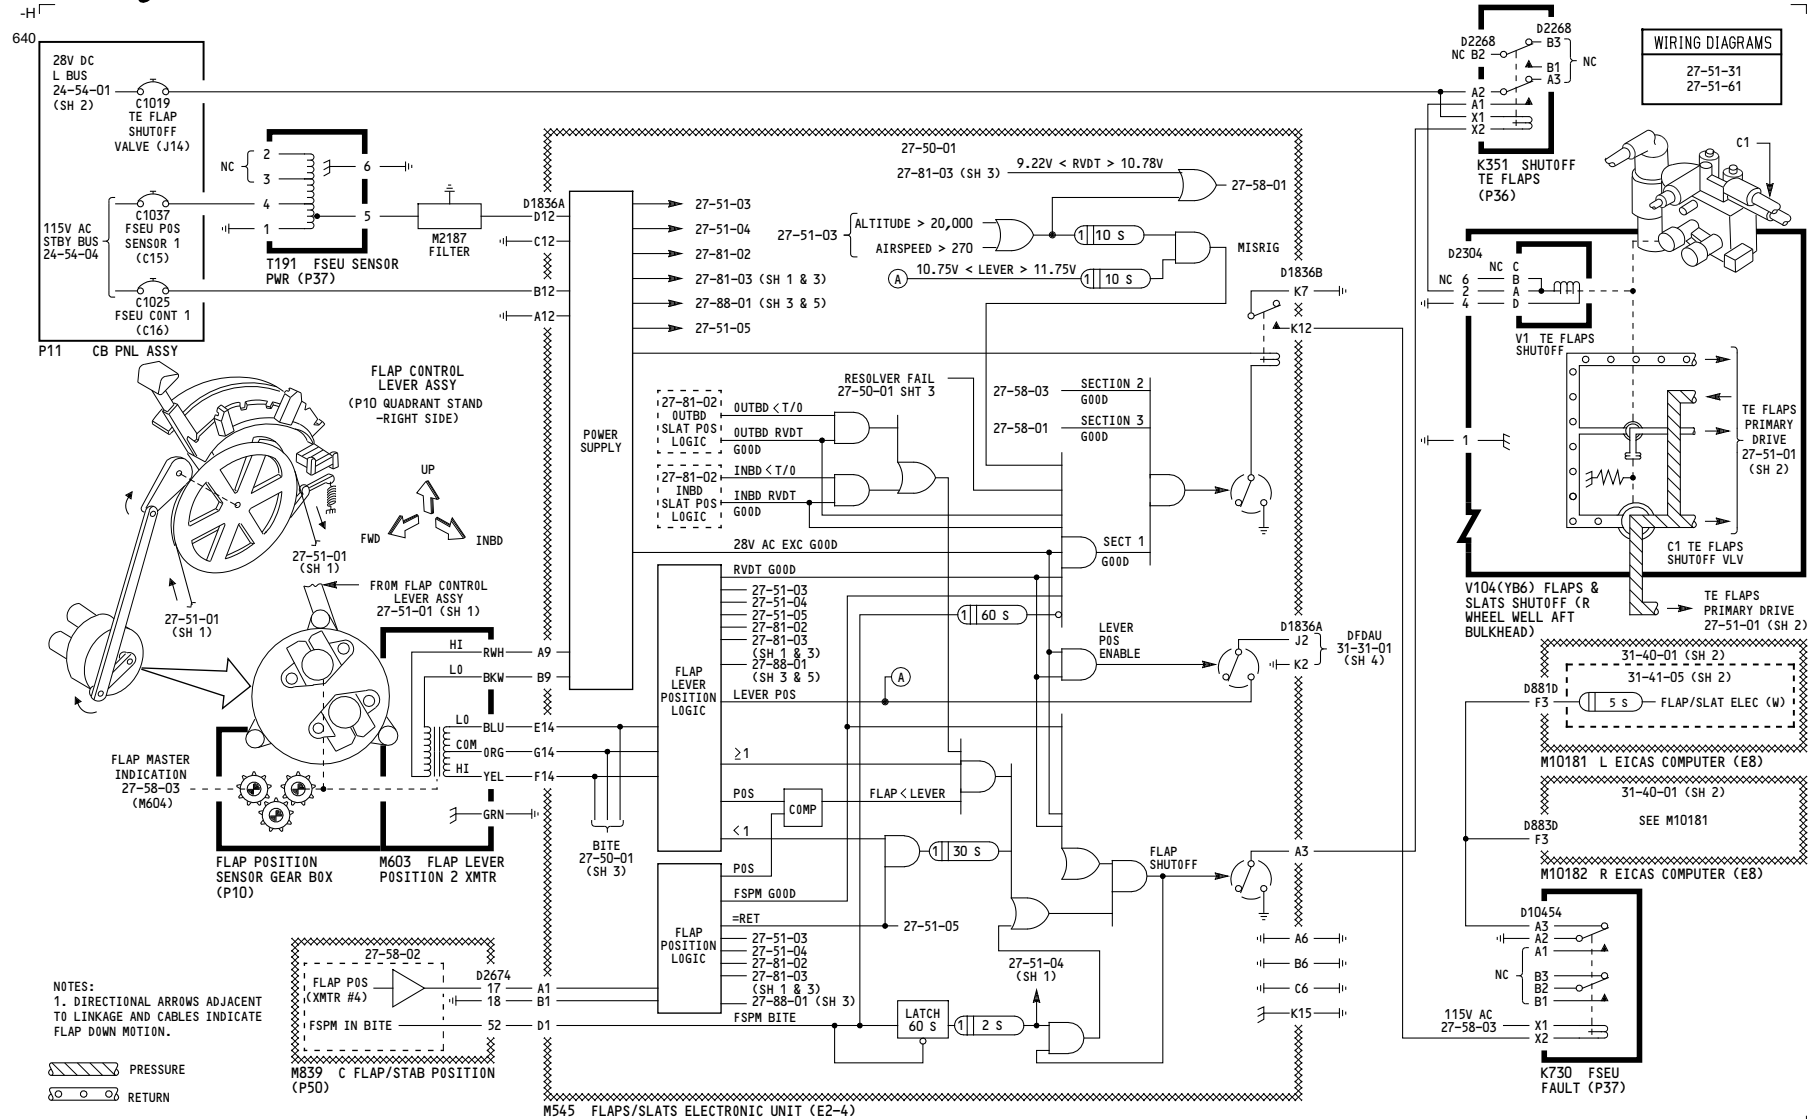 -H
640
28V DC
L BUS
24-54-01
(SH 2)
C1019
TE FLAP
SHUTOFF
VALVE (J14)
115V AC
STBY BUS
24-54-04
C1037
FSEU POS
SENSOR 1
(C15)
C1025
FSEU CONT 1
(C16)
P11 CB PNL ASSY
NC
2
3
4
1
6
5
T191 FSEU SENSOR
PWR (P37)
M2187
FILTER
D1836A
D12
C12
B12
A12
POWER
SUPPLY
27-51-03
27-51-04
27-81-02
27-81-03 (SH 1 & 3)
27-88-01 (SH 3 & 5)
27-51-05
27-50-01
9.22V < RVDT > 10.78V
27-81-03 (SH 3)
27-58-01
27-51-03
ALTITUDE > 20,000
AIRSPEED > 270
1 10 S
MISRIG
A
10.75V < LEVER > 11.75V
1 10 S
D1836B
K7
K12
D2268
B3
D2268
NC B2
B1
A3
NC
A2
A1
X1
X2
K351 SHUTOFF
TE FLAPS
(P36)
WIRING DIAGRAMS
27-51-31
27-51-61
C1
D2304
NC 6
2
4
NC C
B
A
D
V1 TE FLAPS
SHUTOFF
1
TE FLAPS
PRIMARY
DRIVE
27-51-01
(SH 2)
C1 TE FLAPS
SHUTOFF VLV
V104(YB6) FLAPS &
SLATS SHUTOFF (R
WHEEL WELL AFT
BULKHEAD)
TE FLAPS
PRIMARY DRIVE
27-51-01 (SH 2)
FLAP CONTROL
LEVER ASSY
(P10 QUADRANT STAND
-RIGHT SIDE)
UP
FWD
INBD
27-51-01
(SH 1)
27-51-01
(SH 1)
FROM FLAP CONTROL
LEVER ASSY
27-51-01 (SH 1)
RESOLVER FAIL
27-50-01 SHT 3
27-81-02
OUTBD
SLAT POS
LOGIC
OUTBD < T/O
OUTBD RVDT
GOOD
27-81-02
INBD
SLAT POS
LOGIC
INBD < T/O
INBD RVDT
GOOD
27-58-03
SECTION 2
GOOD
27-58-01
SECTION 3
GOOD
28V AC EXC GOOD
SECT 1
GOOD
FLAP
LEVER
POSITION
LOGIC
RVDT GOOD
27-51-03
27-51-04
27-51-05
27-81-02
27-81-03
(SH 1 & 3)
27-88-01
(SH 3 & 5)
LEVER POS
A
1 60 S
LEVER
POS
ENABLE
D1836A
J2
K2
DFDAU
31-31-01
(SH 4)
HI
RWH
A9
LO
BKW
B9
LO
BLU
E14
COM
ORG
G14
HI
YEL
F14
GRN
FLAP MASTER
INDICATION
27-58-03
(M604)
FLAP POSITION
SENSOR GEAR BOX
(P10)
M603 FLAP LEVER
POSITION 2 XMTR
BITE
27-50-01
(SH 3)
≥1
POS
COMP
FLAP < LEVER
<1
1 30 S
POS
FSPM GOOD
=RET
27-51-05
FLAP
POSITION
LOGIC
27-51-03
27-51-04
27-81-02
27-81-03
(SH 1 & 3)
27-88-01 (SH 3)
FSPM BITE
FLAP
SHUTOFF
A3
A6
B6
C6
K15
27-51-04
(SH 1)
LATCH
60 S
1 2 S
27-58-02
FLAP POS
(XMTR #4)
FSPM IN BITE
D2674
17
18
52
A1
B1
D1
M839 C FLAP/STAB POSITION
(P50)
M545 FLAPS/SLATS ELECTRONIC UNIT (E2-4)
31-40-01 (SH 2)
31-41-05 (SH 2)
D881D
F3
5 S
FLAP/SLAT ELEC (W)
M10181 L EICAS COMPUTER (E8)
31-40-01 (SH 2)
SEE M10181
D883D
F3
M10182 R EICAS COMPUTER (E8)
D10454
A3
A2
A1
NC
B3
B2
B1
115V AC
27-58-03
X1
X2
K730 FSEU
FAULT (P37)
NOTES:
1. DIRECTIONAL ARROWS ADJACENT
TO LINKAGE AND CABLES INDICATE
FLAP DOWN MOTION.
PRESSURE
RETURN